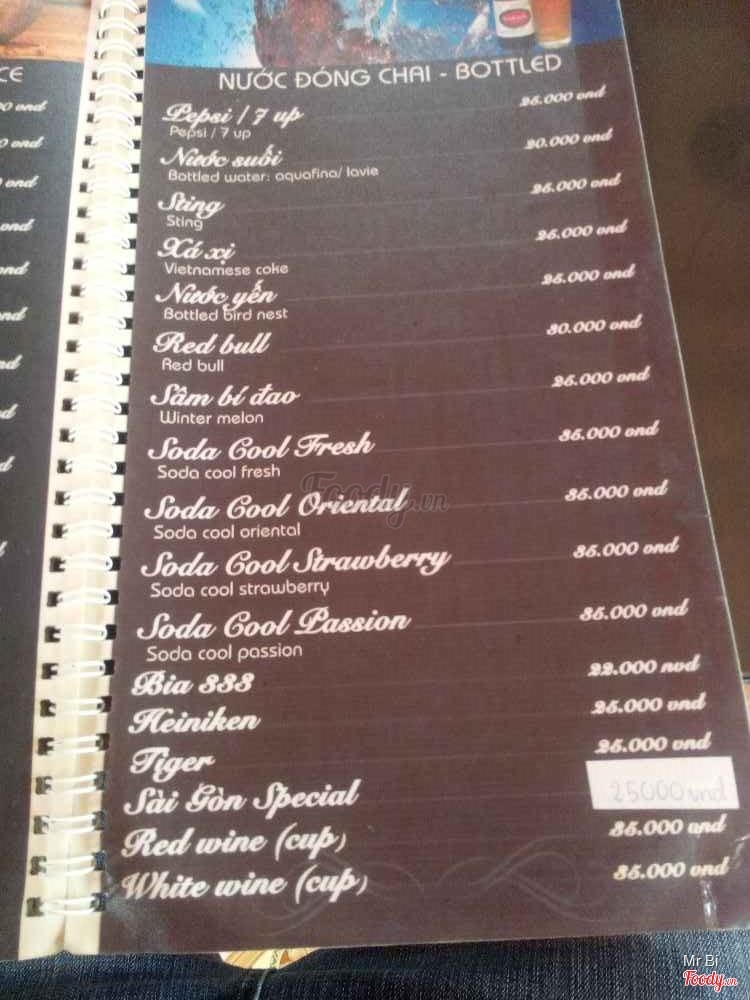 NƯỚC ĐÓNG CHAI - BOTTLED
Pepsi / 7 up 25.000 vnd
Pepsi / 7 up
Nước suối 20.000 vnd
Bottled water: aquafina/ lavie
Sting 25.000 vnd
Sting
Xá xị 25.000 vnd
Vietnamese coke
Nước yến 25.000 vnd
Bottled bird nest
Red bull 30.000 vnd
Red bull
Sâm bí đao 25.000 vnd
Winter melon
Soda Cool Fresh 35.000 vnd
Soda cool fresh
Soda Cool Oriental 35.000 vnd
Soda cool oriental
Soda Cool Strawberry 35.000 vnd
Soda cool strawberry
Soda Cool Passion 35.000 vnd
Soda cool passion
Bia 333 22.000 nvd
Heiniken 25.000 vnd
Tiger 25.000 vnd
Sài Gòn Special 25000 vnd
Red wine (cup) 35.000 vnd
White wine (cup) 35.000 vnd
Foody.vn
Mr Bi
Foody.vn